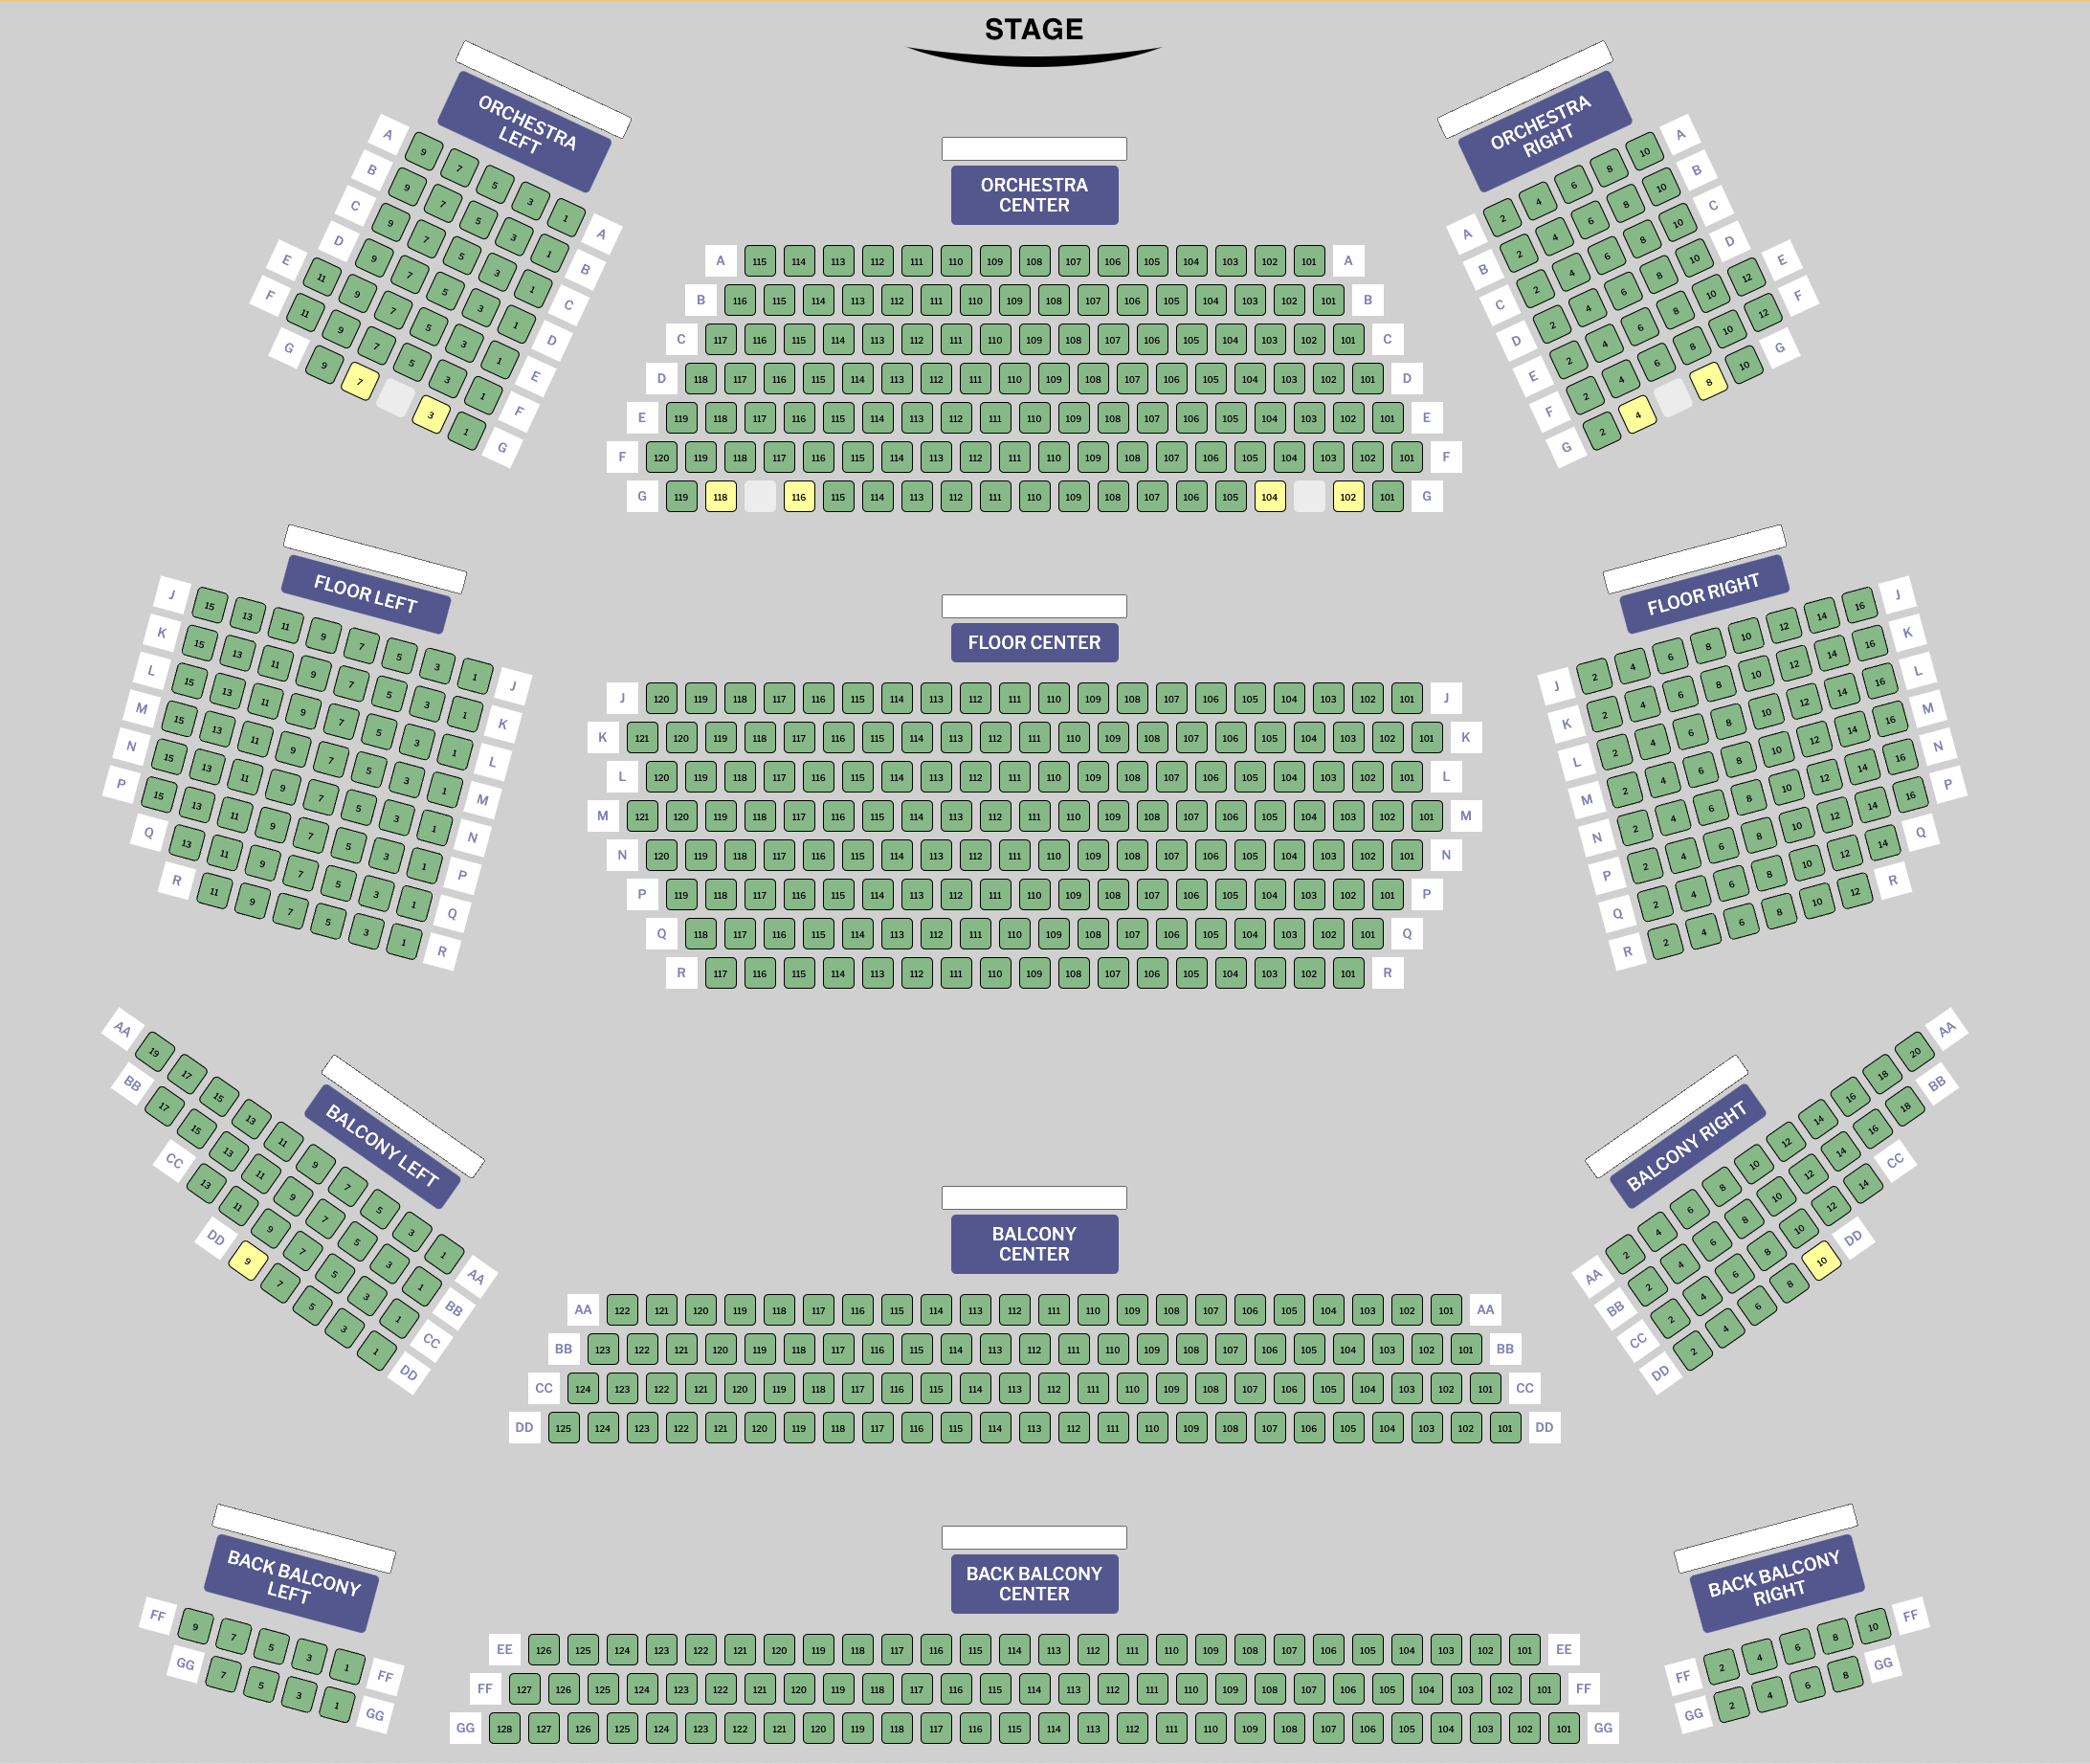 STAGE
ORCHESTRA
LEFT
A 9 7 5 3 1 A
B 9 7 5 3 1 B
C 9 7 5 3 1 C
D 9 7 5 3 1 D
E 11 9 7 5 3 1 E
F 11 9 7 5 3 1 F
G 9 7 3 1 G
ORCHESTRA
CENTER
A 115 114 113 112 111 110 109 108 107 106 105 104 103 102 101 A
B 116 115 114 113 112 111 110 109 108 107 106 105 104 103 102 101 B
C 117 116 115 114 113 112 111 110 109 108 107 106 105 104 103 102 101 C
D 118 117 116 115 114 113 112 111 110 109 108 107 106 105 104 103 102 101 D
E 119 118 117 116 115 114 113 112 111 110 109 108 107 106 105 104 103 102 101 E
F 120 119 118 117 116 115 114 113 112 111 110 109 108 107 106 105 104 103 102 101 F
G 119 118 116 115 114 113 112 111 110 109 108 107 106 105 104 102 101 G
ORCHESTRA
RIGHT
A 2 4 6 8 10 A
B 2 4 6 8 10 B
C 2 4 6 8 10 C
D 2 4 6 8 10 D
E 2 4 6 8 10 12 E
F 2 4 6 8 10 12 F
G 2 4 8 10 G
FLOOR LEFT
J 15 13 11 9 7 5 3 1 J
K 15 13 11 9 7 5 3 1 K
L 15 13 11 9 7 5 3 1 L
M 15 13 11 9 7 5 3 1 M
N 15 13 11 9 7 5 3 1 N
P 15 13 11 9 7 5 3 1 P
Q 13 11 9 7 5 3 1 Q
R 11 9 7 5 3 1 R
FLOOR CENTER
J 120 119 118 117 116 115 114 113 112 111 110 109 108 107 106 105 104 103 102 101 J
K 121 120 119 118 117 116 115 114 113 112 111 110 109 108 107 106 105 104 103 102 101 K
L 120 119 118 117 116 115 114 113 112 111 110 109 108 107 106 105 104 103 102 101 L
M 121 120 119 118 117 116 115 114 113 112 111 110 109 108 107 106 105 104 103 102 101 M
N 120 119 118 117 116 115 114 113 112 111 110 109 108 107 106 105 104 103 102 101 N
P 119 118 117 116 115 114 113 112 111 110 109 108 107 106 105 104 103 102 101 P
Q 118 117 116 115 114 113 112 111 110 109 108 107 106 105 104 103 102 101 Q
R 117 116 115 114 113 112 111 110 109 108 107 106 105 104 103 102 101 R
FLOOR RIGHT
J 2 4 6 8 10 12 14 16 J
K 2 4 6 8 10 12 14 16 K
L 2 4 6 8 10 12 14 16 L
M 2 4 6 8 10 12 14 16 M
N 2 4 6 8 10 12 14 16 N
P 2 4 6 8 10 12 14 16 P
Q 2 4 6 8 10 12 14 Q
R 2 4 6 8 10 12 R
BALCONY LEFT
AA 19 17 15 13 11 9 7 5 3 1 AA
BB 17 15 13 11 9 7 5 3 1 BB
CC 13 11 9 7 5 3 1 CC
DD 9 7 5 3 1 DD
BALCONY
CENTER
AA 122 121 120 119 118 117 116 115 114 113 112 111 110 109 108 107 106 105 104 103 102 101 AA
BB 123 122 121 120 119 118 117 116 115 114 113 112 111 110 109 108 107 106 105 104 103 102 101 BB
CC 124 123 122 121 120 119 118 117 116 115 114 113 112 111 110 109 108 107 106 105 104 103 102 101 CC
DD 125 124 123 122 121 120 119 118 117 116 115 114 113 112 111 110 109 108 107 106 105 104 103 102 101 DD
BALCONY RIGHT
AA 2 4 6 8 10 12 14 16 18 20 AA
BB 2 4 6 8 10 12 14 16 18 BB
CC 2 4 6 8 10 12 14 CC
DD 2 4 6 8 10 DD
BACK BALCONY
LEFT
FF 9 7 5 3 1 FF
GG 7 5 3 1 GG
BACK BALCONY
CENTER
EE 126 125 124 123 122 121 120 119 118 117 116 115 114 113 112 111 110 109 108 107 106 105 104 103 102 101 EE
FF 127 126 125 124 123 122 121 120 119 118 117 116 115 114 113 112 111 110 109 108 107 106 105 104 103 102 101 FF
GG 128 127 126 125 124 123 122 121 120 119 118 117 116 115 114 113 112 111 110 109 108 107 106 105 104 103 102 101 GG
BACK BALCONY
RIGHT
FF 2 4 6 8 10 FF
GG 2 4 6 8 GG